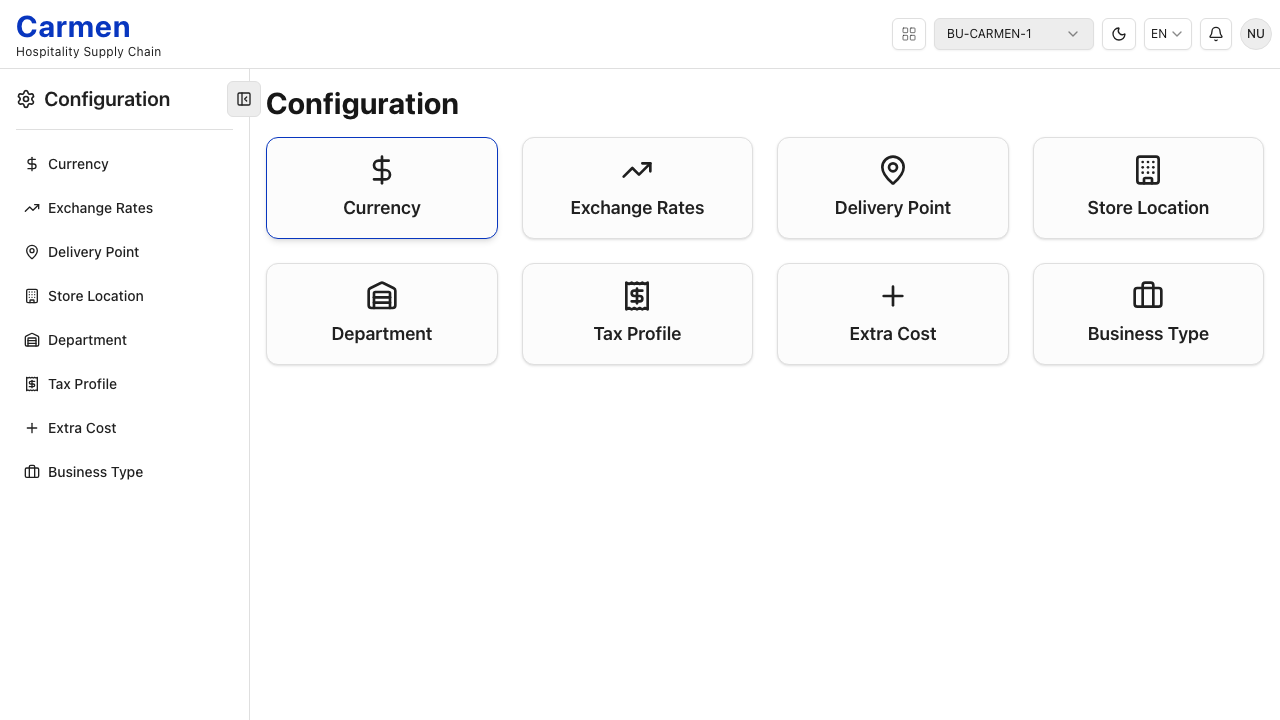 Carmen
Hospitality Supply Chain
BU-CARMEN-1
EN
NU
Configuration
Currency
Exchange Rates
Delivery Point
Store Location
Department
Tax Profile
Extra Cost
Business Type
Configuration
Currency
Exchange Rates
Delivery Point
Store Location
Department
Tax Profile
Extra Cost
Business Type